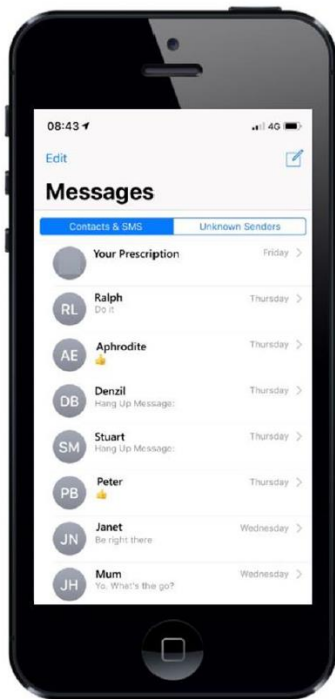 08:43 4G
Edit
Messages
Contacts & SMS Unknown Senders
Your Prescription Friday
RL Ralph Thursday
Do it
AE Aphrodite Thursday
👍
DB Denzil Thursday
Hang Up Message:
SM Stuart Thursday
Hang Up Message:
PB Peter Thursday
👍
JN Janet Wednesday
Be right there
JH Mum Wednesday
Yo. What's the go?